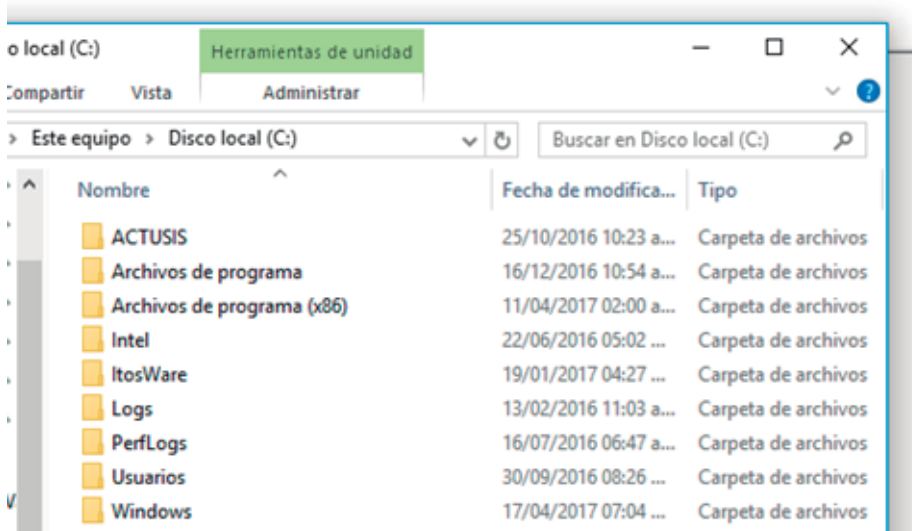 o local (C:) Herramientas de unidad
Compartir Vista Administrar
Este equipo > Disco local (C:) Buscar en Disco local (C:)
Nombre Fecha de modifica... Tipo
ACTUSIS 25/10/2016 10:23 a... Carpeta de archivos
Archivos de programa 16/12/2016 10:54 a... Carpeta de archivos
Archivos de programa (x86) 11/04/2017 02:00 a... Carpeta de archivos
Intel 22/06/2016 05:02 ... Carpeta de archivos
ItosWare 19/01/2017 04:27 ... Carpeta de archivos
Logs 13/02/2016 11:03 a... Carpeta de archivos
PerfLogs 16/07/2016 06:47 a... Carpeta de archivos
Usuarios 30/09/2016 08:26 ... Carpeta de archivos
Windows 17/04/2017 07:04 ... Carpeta de archivos